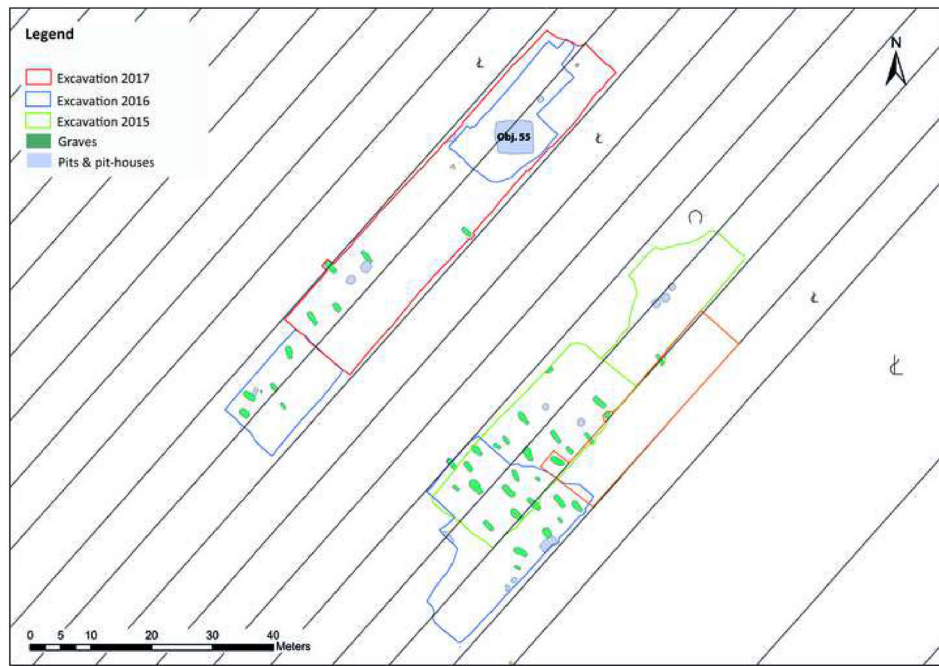 Legend
N
Excavation 2017
Excavation 2016
Excavation 2015
Graves
Pits & pit-houses
Ł
Obj. 55
Ł
Ł
Ł
0 5 10 20 30 40
Meters